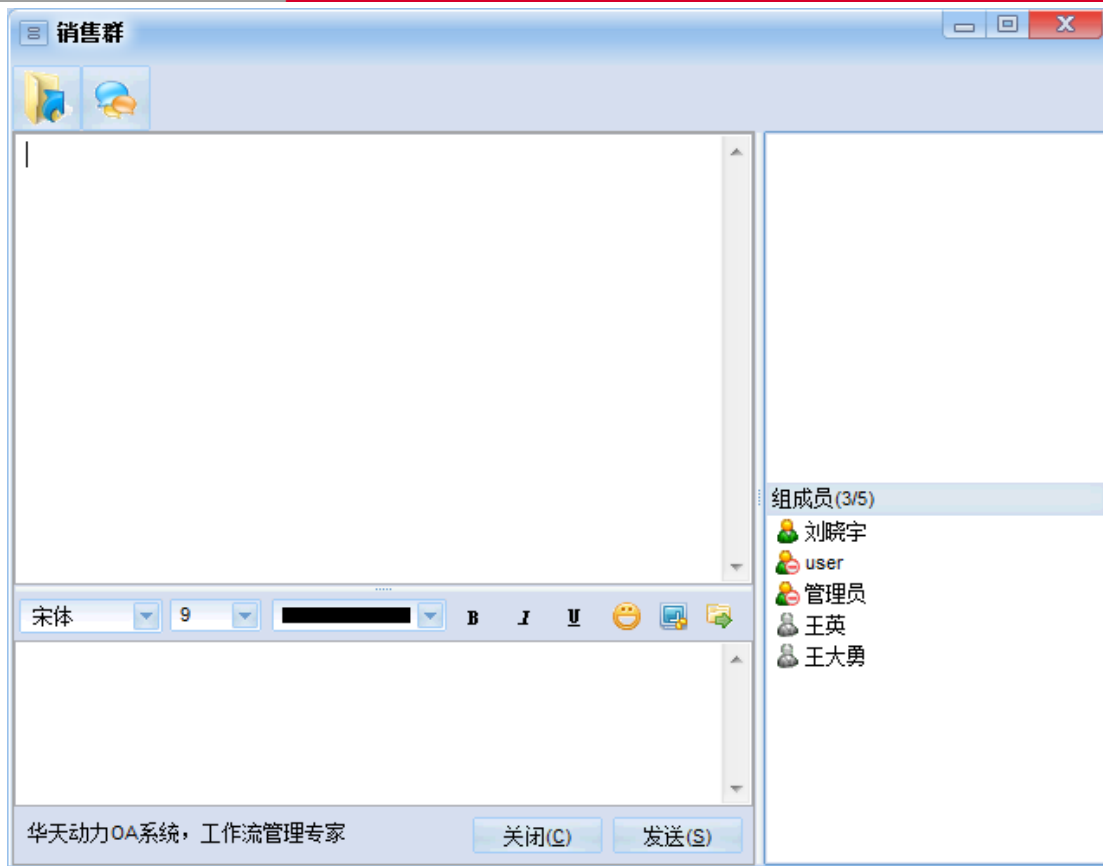 销售群
组成员(3/5)
刘晓宇
user
管理员
王英
王大勇
宋体 9 B I U
华天动力OA系统，工作流管理专家 关闭(C) 发送(S)